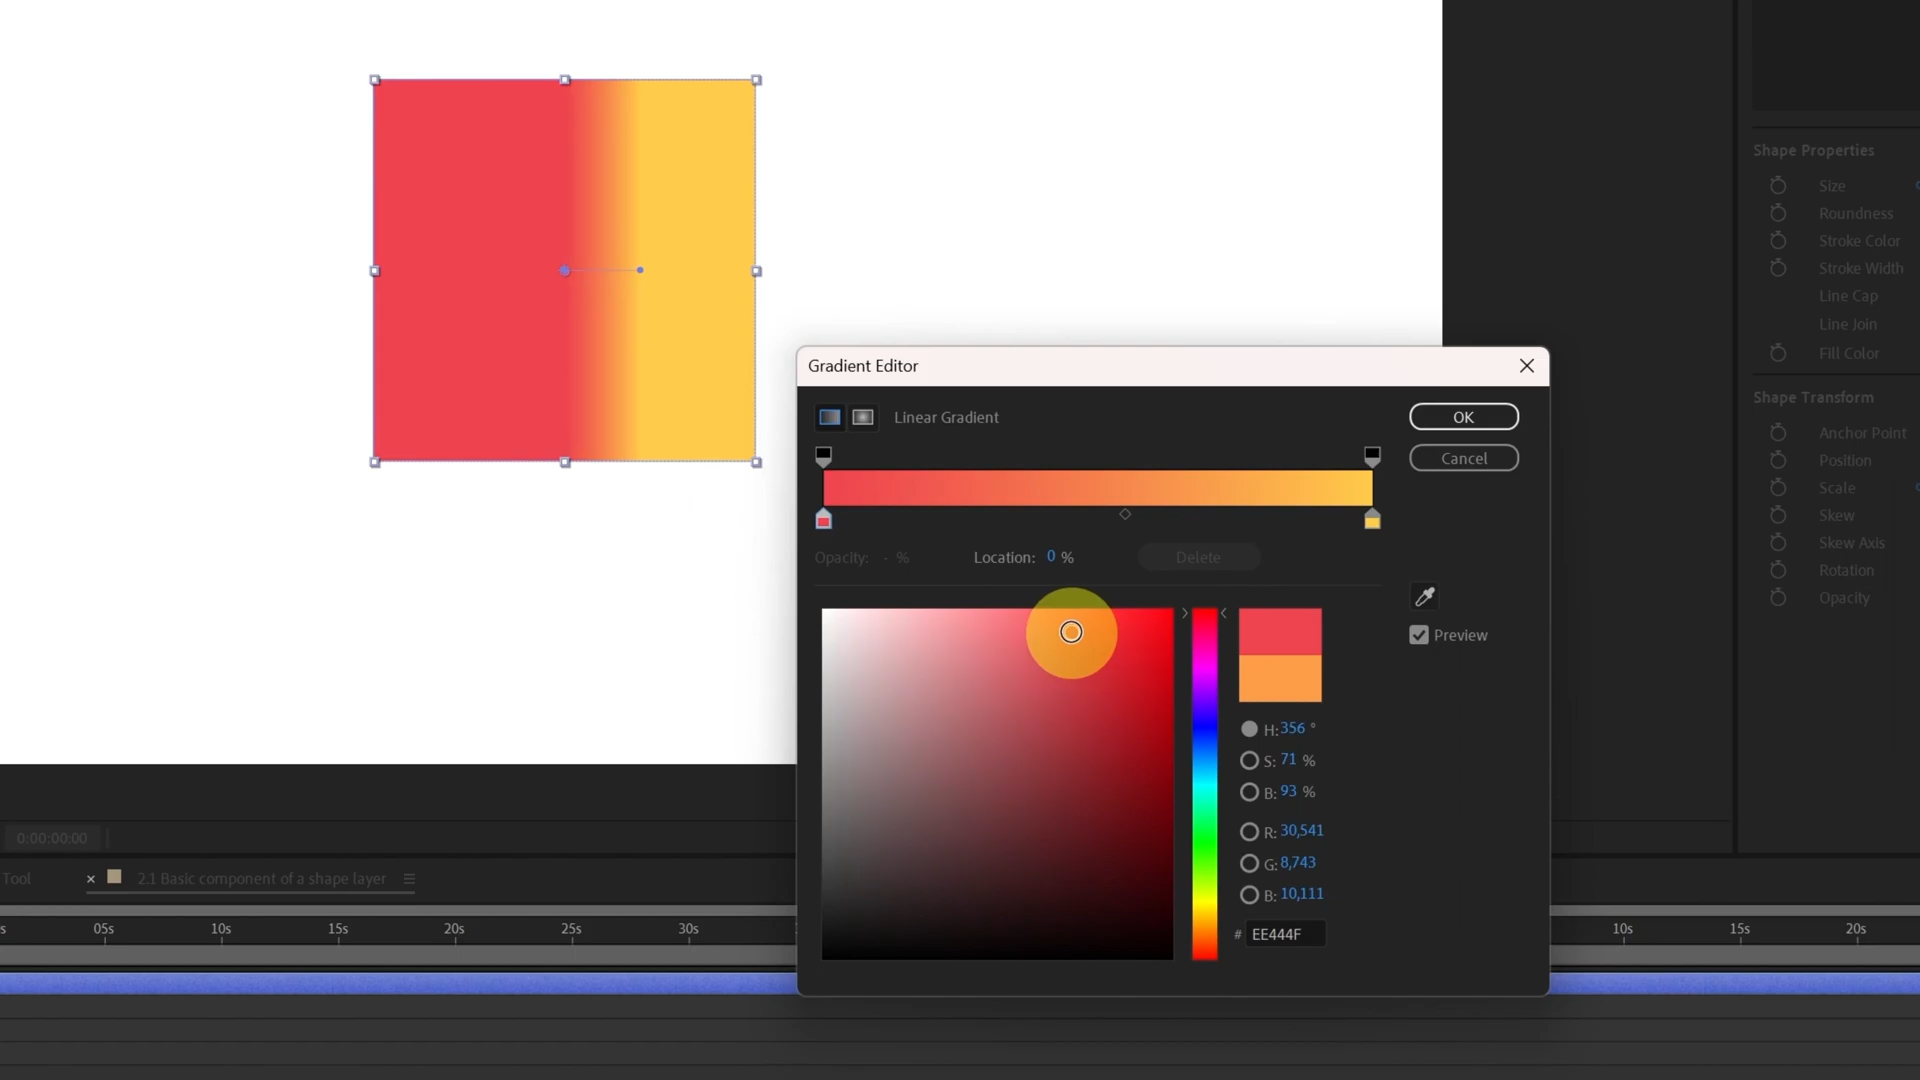 Shape Properties
Size
Roundness
Stroke Color
Stroke Width
Line Cap
Line Join
Fill Color
Shape Transform
Anchor Point
Position
Scale
Skew
Skew Axis
Rotation
Opacity
Gradient Editor
Linear Gradient
OK
Cancel
Opacity: - %
Location: 0 %
Delete
Preview
H: 356 °
S: 71 %
B: 93 %
R: 30,541
G: 8,743
B: 10,111
# EE444F
0:00:00:00
Tool
× 2.1 Basic component of a shape layer
s 05s 10s 15s 20s 25s 30s 10s 15s 20s